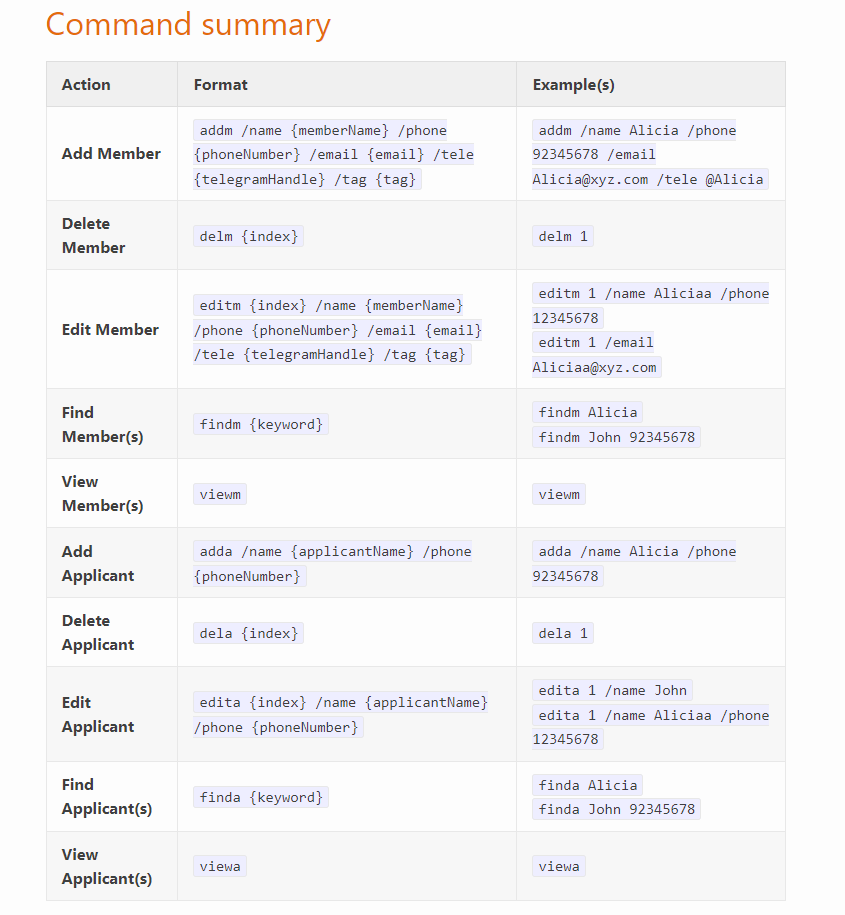 Command summary
Action Format Example(s)
Add Member
addm /name {memberName} /phone
{phoneNumber} /email {email} /tele
{telegramHandle} /tag {tag}
addm /name Alicia /phone
92345678 /email
Alicia@xyz.com /tele @Alicia
Delete
Member
delm {index}
delm 1
Edit Member
editm {index} /name {memberName}
/phone {phoneNumber} /email {email}
/tele {telegramHandle} /tag {tag}
editm 1 /name Aliciaa /phone
12345678
editm 1 /email
Aliciaa@xyz.com
Find
Member(s)
findm {keyword}
findm Alicia
findm John 92345678
View
Member(s)
viewm
viewm
Add
Applicant
adda /name {applicantName} /phone
{phoneNumber}
adda /name Alicia /phone
92345678
Delete
Applicant
dela {index}
dela 1
Edit
Applicant
edita {index} /name {applicantName}
/phone {phoneNumber}
edita 1 /name John
edita 1 /name Aliciaa /phone
12345678
Find
Applicant(s)
finda {keyword}
finda Alicia
finda John 92345678
View
Applicant(s)
viewa
viewa